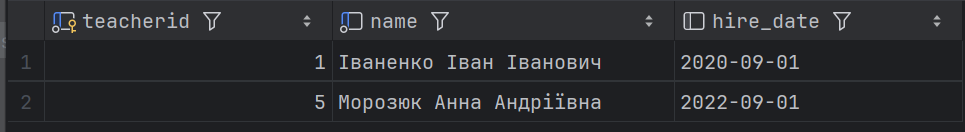 teacherid name hire_date
1 1 Іваненко Іван Іванович 2020-09-01
2 5 Морозюк Анна Андріївна 2022-09-01